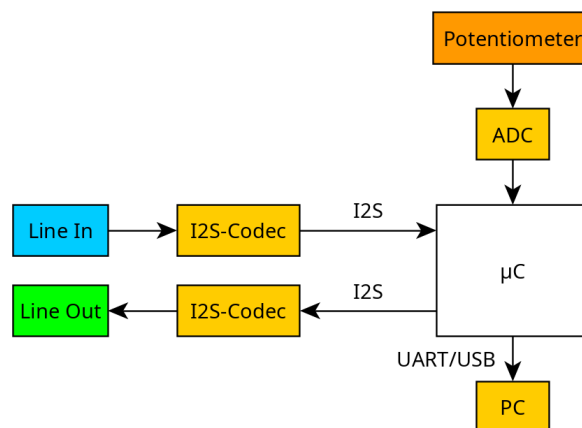 Potentiometer
ADC
Line In
I2S-Codec
I2S
µC
Line Out
I2S-Codec
I2S
UART/USB
PC